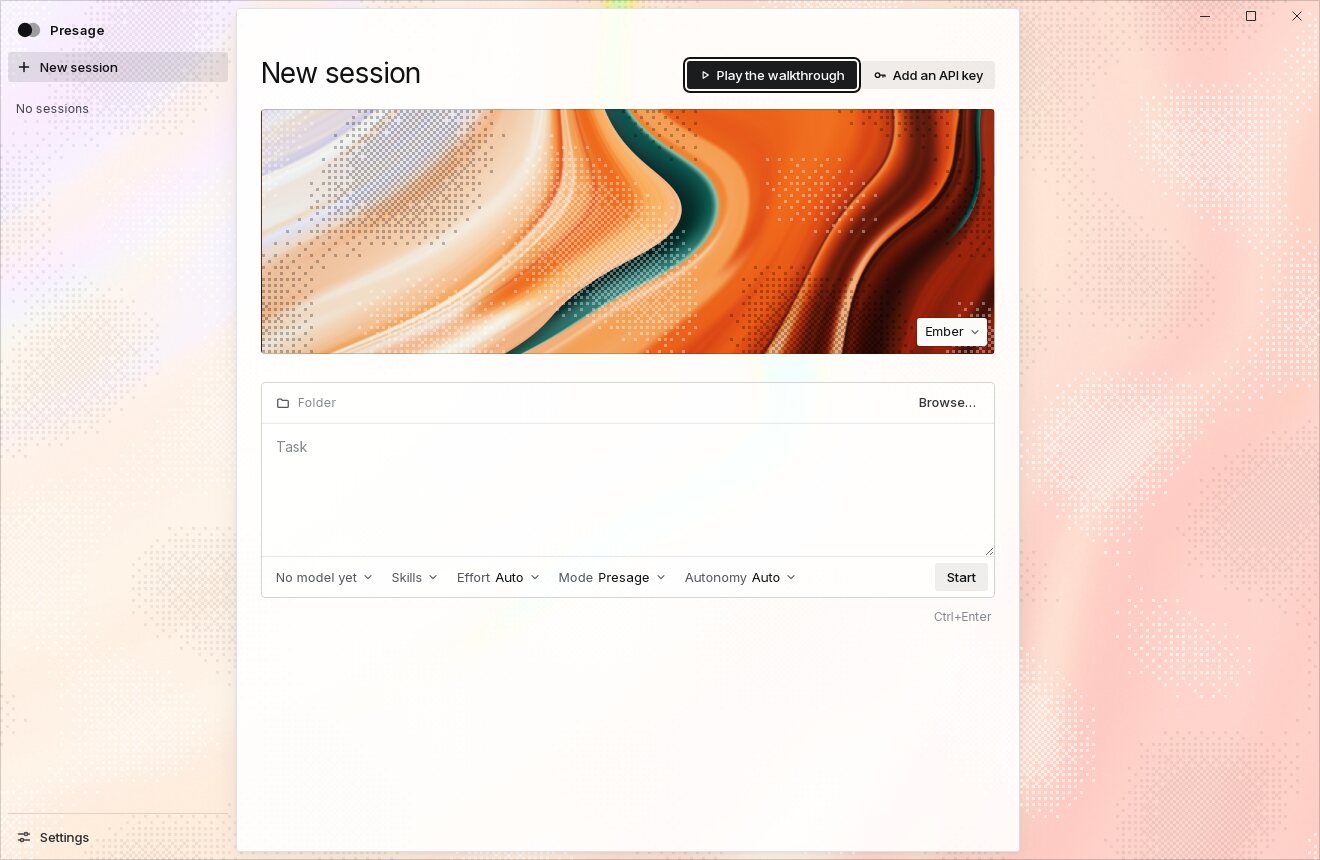 Presage
New session
No sessions
Settings
New session
Play the walkthrough
Add an API key
Ember
Folder
Browse...
Task
No model yet
Skills
Effort Auto
Mode Presage
Autonomy Auto
Start
Ctrl+Enter